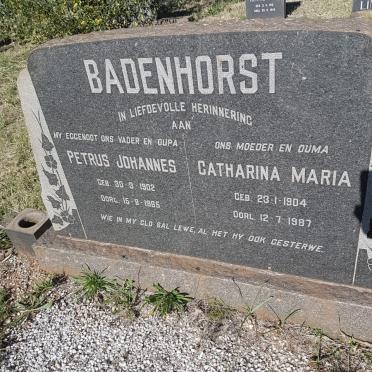 BADENHORST
IN LIEFDEVOLLE HERINNERING
AAN
MY EGGENOOT ONS VADER EN OUPA
PETRUS JOHANNES
GEB. 30-9-1902
OORL. 15-8-1965
ONS MOEDER EN OUMA
CATHARINA MARIA
GEB. 23-1-1904
OORL. 12-7-1987
WIE IN MY GLO SAL LEWE, AL HET HY OOK GESTERWE.